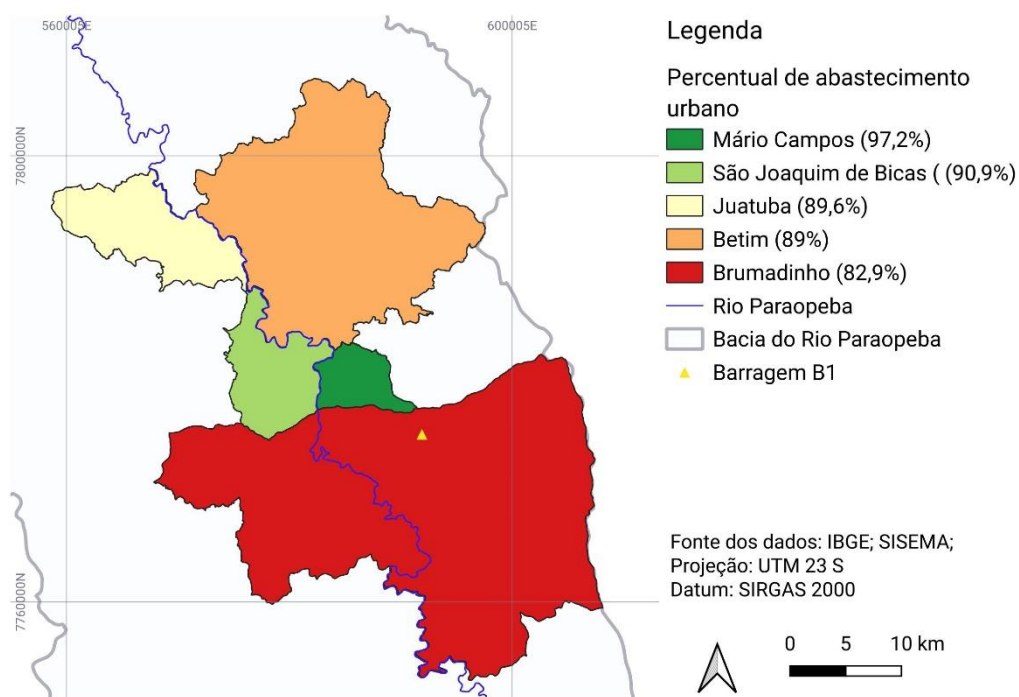 560005E
600005E
7800000N
7760000N
Legenda
Percentual de abastecimento
urbano
Mário Campos (97,2%)
São Joaquim de Bicas ( (90,9%)
Juatuba (89,6%)
Betim (89%)
Brumadinho (82,9%)
Rio Paraopeba
Bacia do Rio Paraopeba
Barragem B1
Fonte dos dados: IBGE; SISEMA;
Projeção: UTM 23 S
Datum: SIRGAS 2000
0 5 10 km